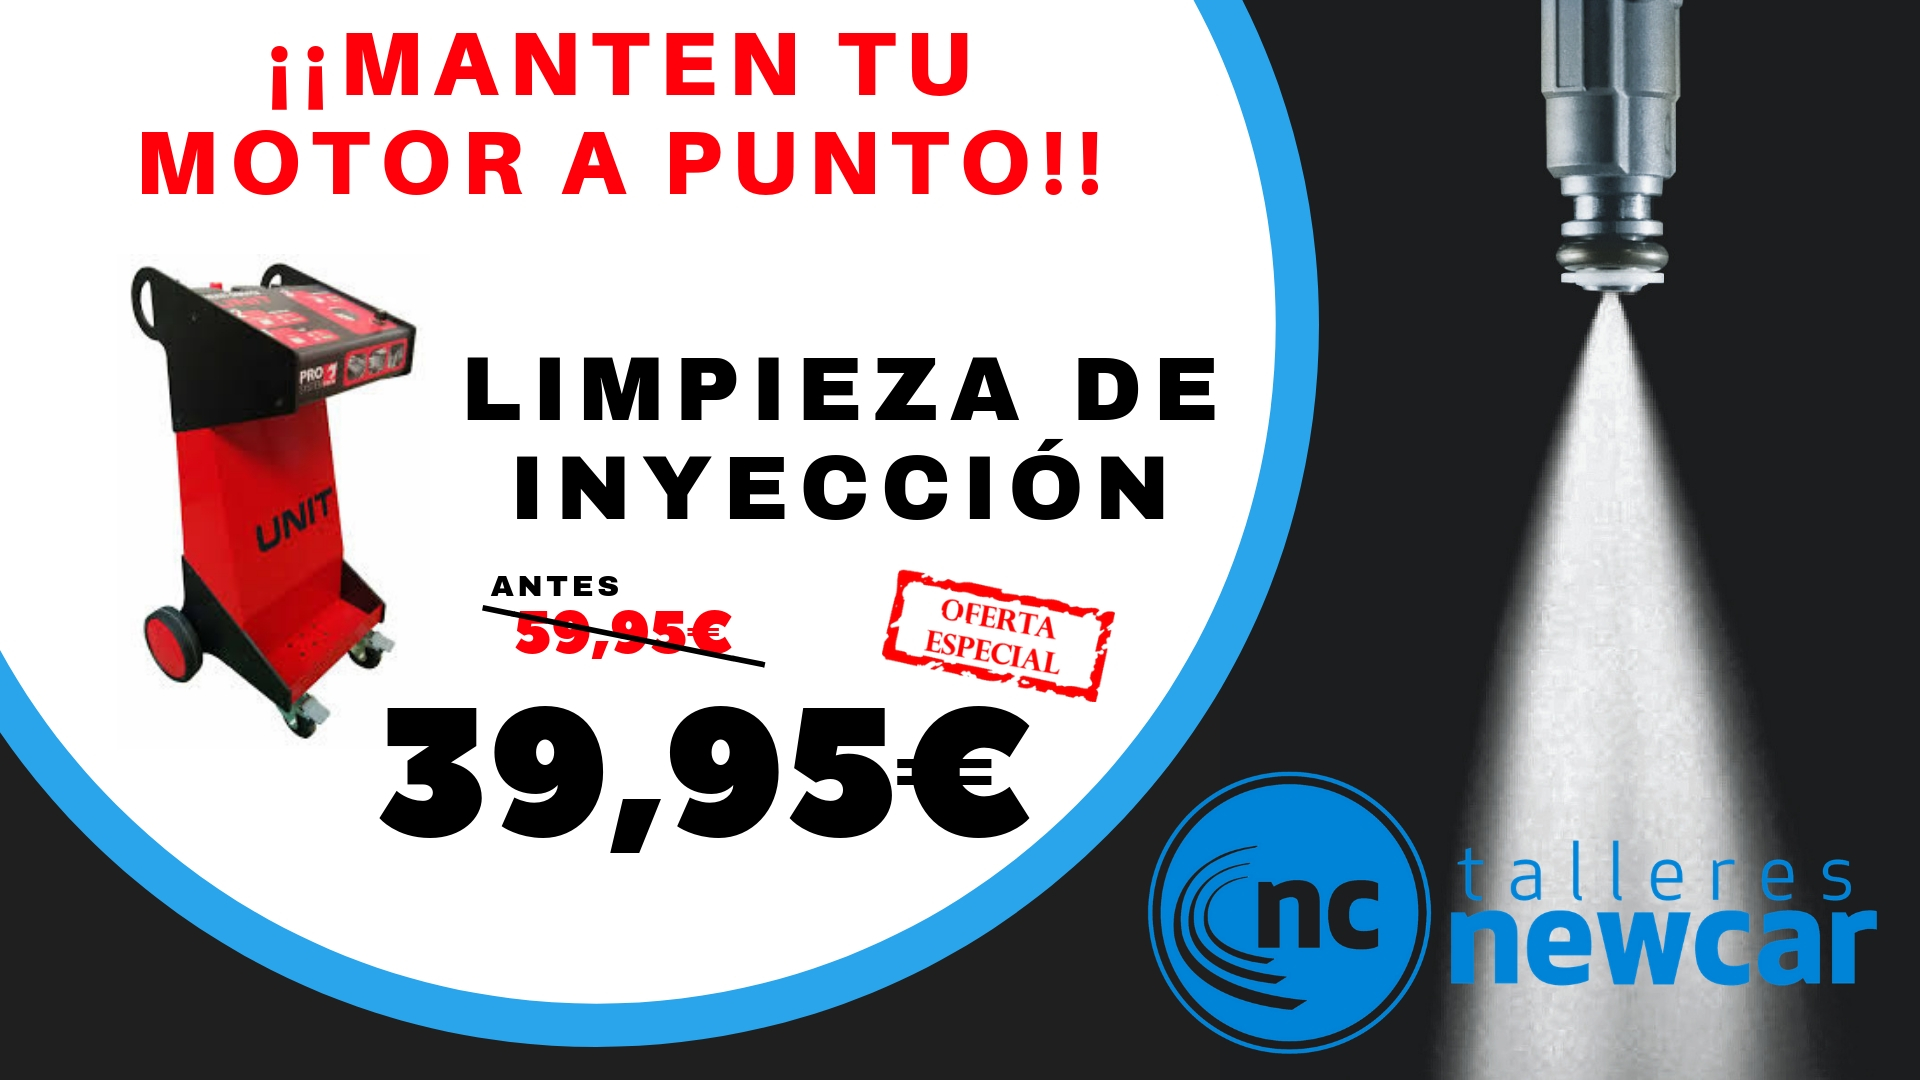 ¡¡MANTEN TU
MOTOR A PUNTO!!
UNIT
PRO
UNIT
LIMPIEZA DE
INYECCIÓN
ANTES
59,95€
OFERTA
ESPECIAL
39,95€
nc
talleres
newcar